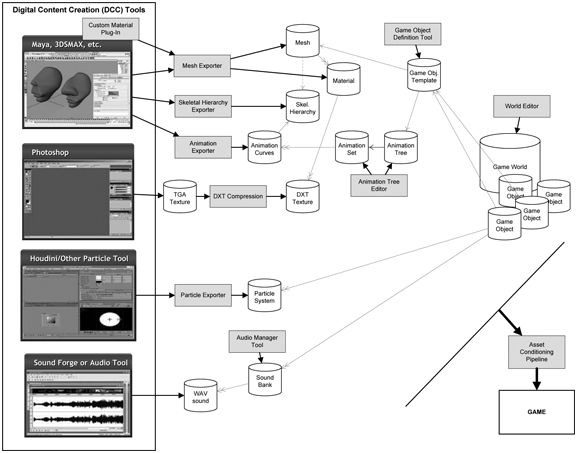 Digital Content Creation (DCC) Tools
Custom Material
Plug-In
Maya, 3DSMAX, etc.
Mesh Exporter
Mesh
Material
Game Object
Definition Tool
Game Obj.
Template
Skeletal Hierarchy
Exporter
Skel.
Hierarchy
World Editor
Animation
Exporter
Animation
Curves
Animation
Set
Animation
Tree
Game World
Photoshop
Animation Tree
Editor
TGA
Texture
DXT Compression
DXT
Texture
Game
Object
Game
Object
Game
Object
Game
Object
Houdini/Other Particle Tool
Particle Exporter
Particle
System
Sound Forge or Audio Tool
Audio Manager
Tool
WAV
sound
Sound
Bank
Asset
Conditioning
Pipeline
GAME